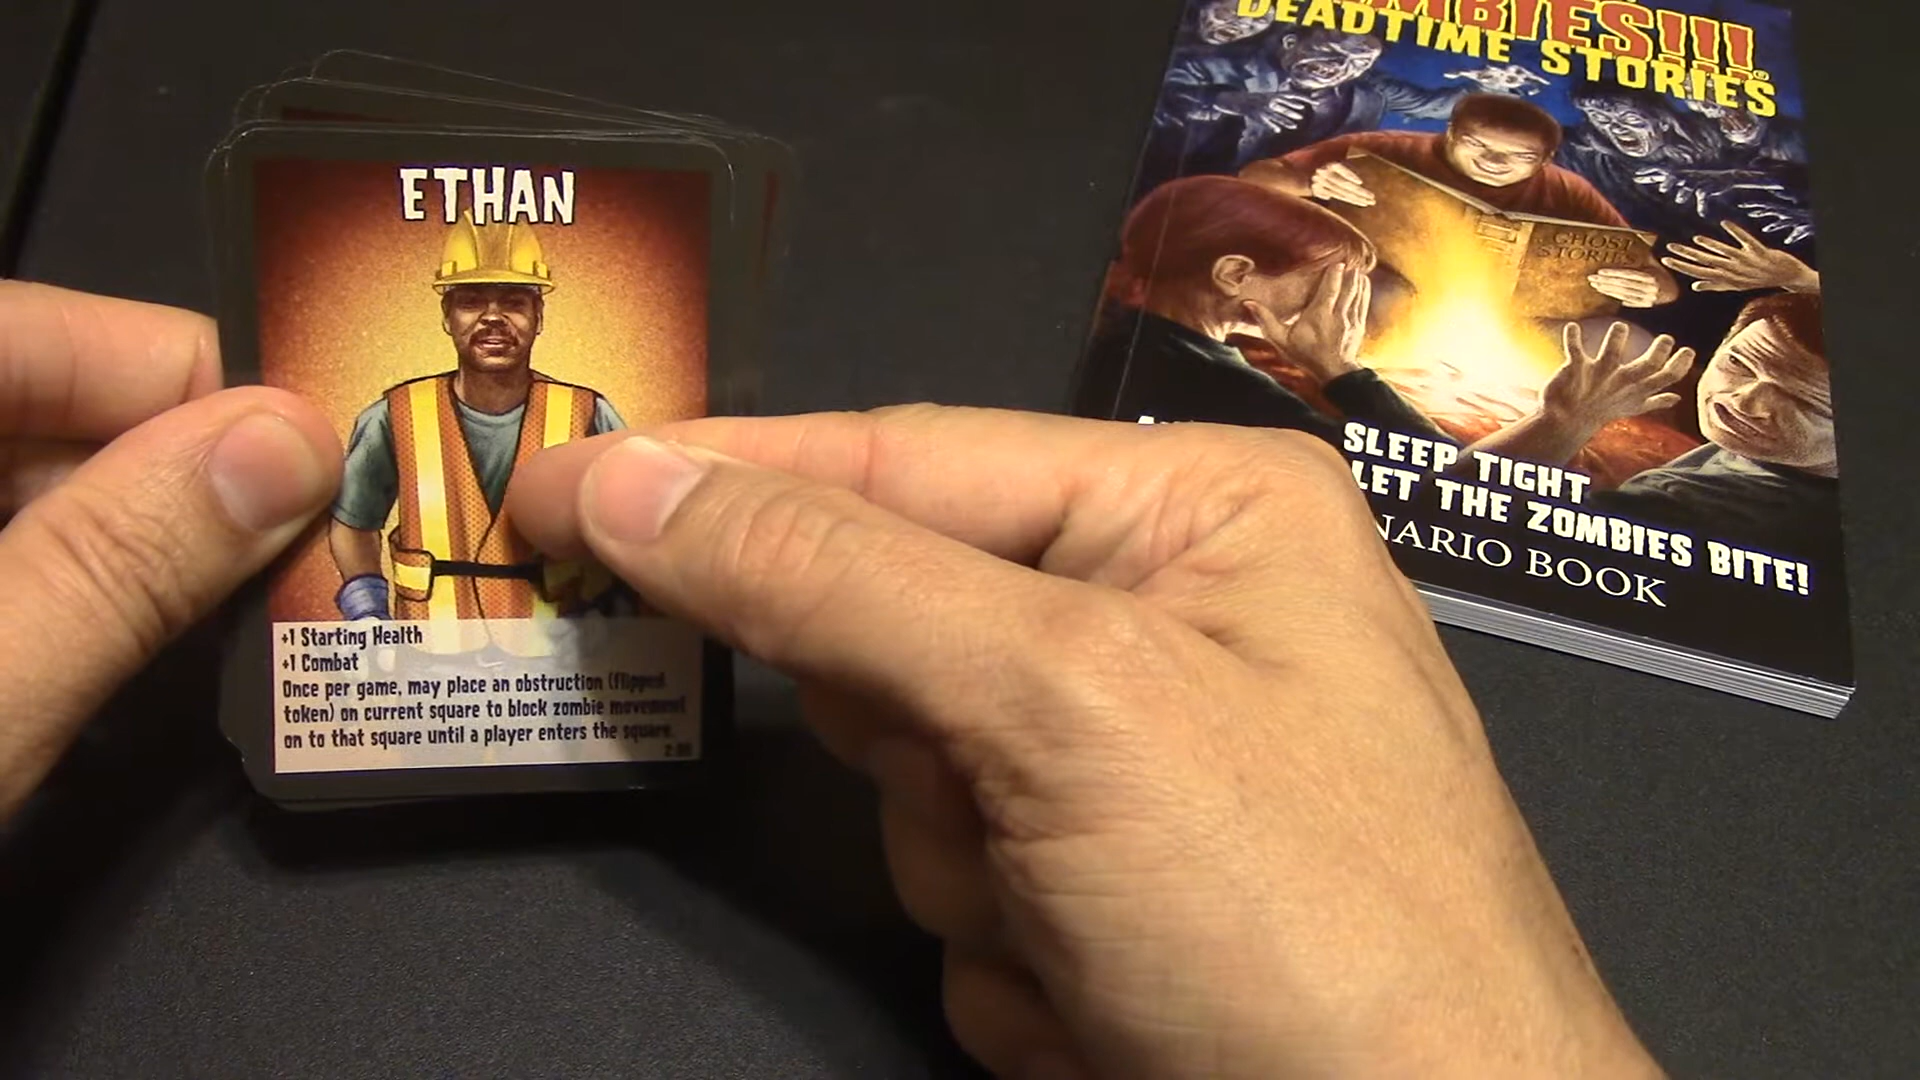 ETHAN
+1 Starting Health
+1 Combat
Once per game, may place an obstruction (flipped
token) on current square to block zombie movement
on to that square until a player enters the square.
ZOMBIES!!!®
DEADTIME STORIES
GHOST
STORIES
SLEEP TIGHT
LET THE ZOMBIES BITE!
NARIO BOOK